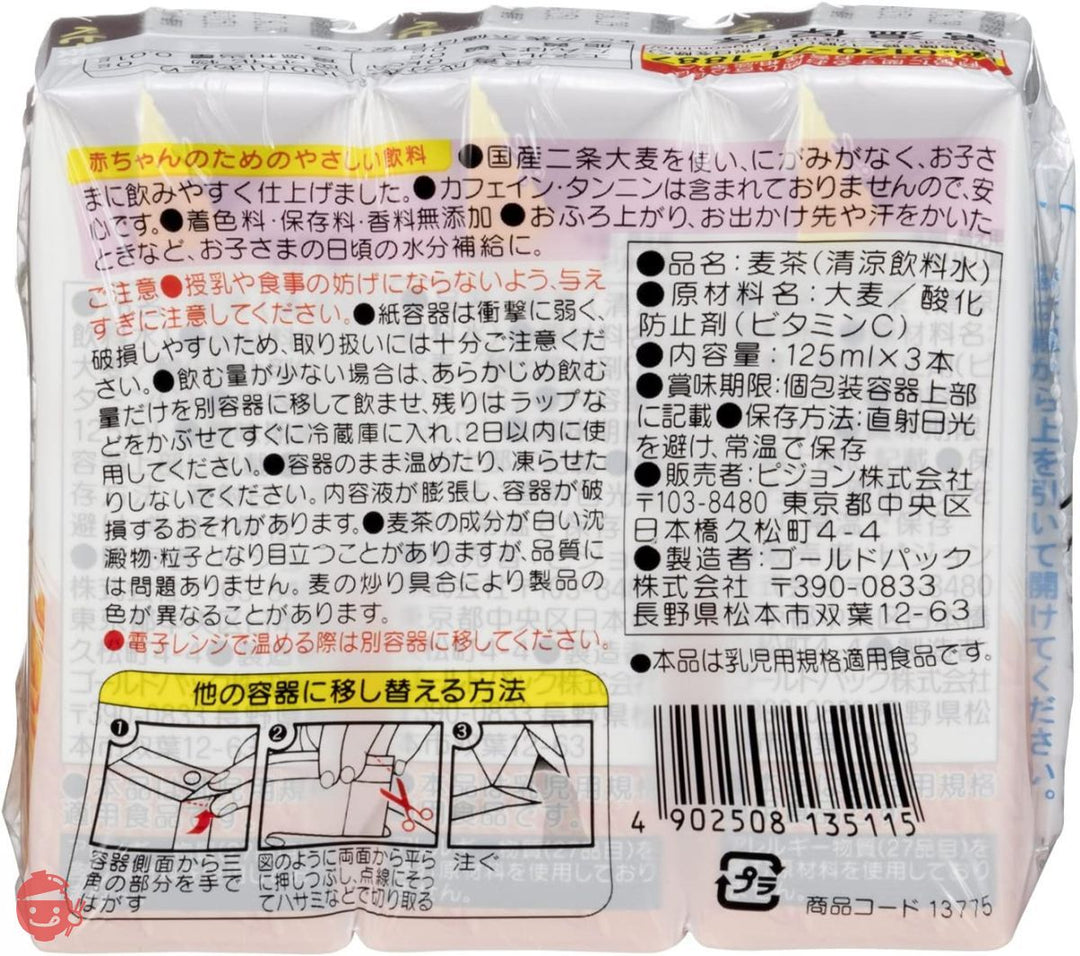 赤ちゃんのためのやさしい飲料 ●国産二条大麦を使い、にがみがなく、お子さ
まに飲みやすく仕上げました。●カフェイン・タンニンは含まれておりませんので、安
心です。●着色料・保存料・香料無添加 ●おふろ上がり、お出かけ先や汗をかいた
ときなど、お子さまの日頃の水分補給に。
ご注意 ●授乳や食事の妨げにならないよう、与え
すぎに注意してください。●紙容器は衝撃に弱く、
破損しやすいため、取り扱いには十分ご注意くだ
さい。●飲む量が少ない場合は、あらかじめ飲む
量だけを別容器に移して飲ませ、残りはラップな
どをかぶせてすぐに冷蔵庫に入れ、2日以内に使
用してください。●容器のまま温めたり、凍らせた
りしないでください。内容液が膨張し、容器が破
損するおそれがあります。●麦茶の成分が白い沈
澱物・粒子となり目立つことがありますが、品質に
は問題ありません。麦の炒り具合により製品の
色が異なることがあります。
●電子レンジで温める際は別容器に移してください。
●品名:麦茶(清涼飲料水)
●原材料名:大麦/酸化
防止剤(ビタミンC)
●内容量:125ml×3本
●賞味期限:個包装容器上部
に記載 ●保存方法:直射日光
を避け、常温で保存
●販売者:ピジョン株式会社
〒103-8480 東京都中央区
日本橋久松町4-4
●製造者:ゴールドパック
株式会社 〒390-0833
長野県松本市双葉12-63
●本品は乳児用規格適用食品です。
他の容器に移し替える方法
1
2
3
容器側面から三
角の部分を手で
はがす
図のように両面から平ら
に押しつぶし、点線にそっ
てハサミなどで切り取る
注ぐ
4 902508 135115
プラ
商品コード 13775
から上を引いて開けてください。